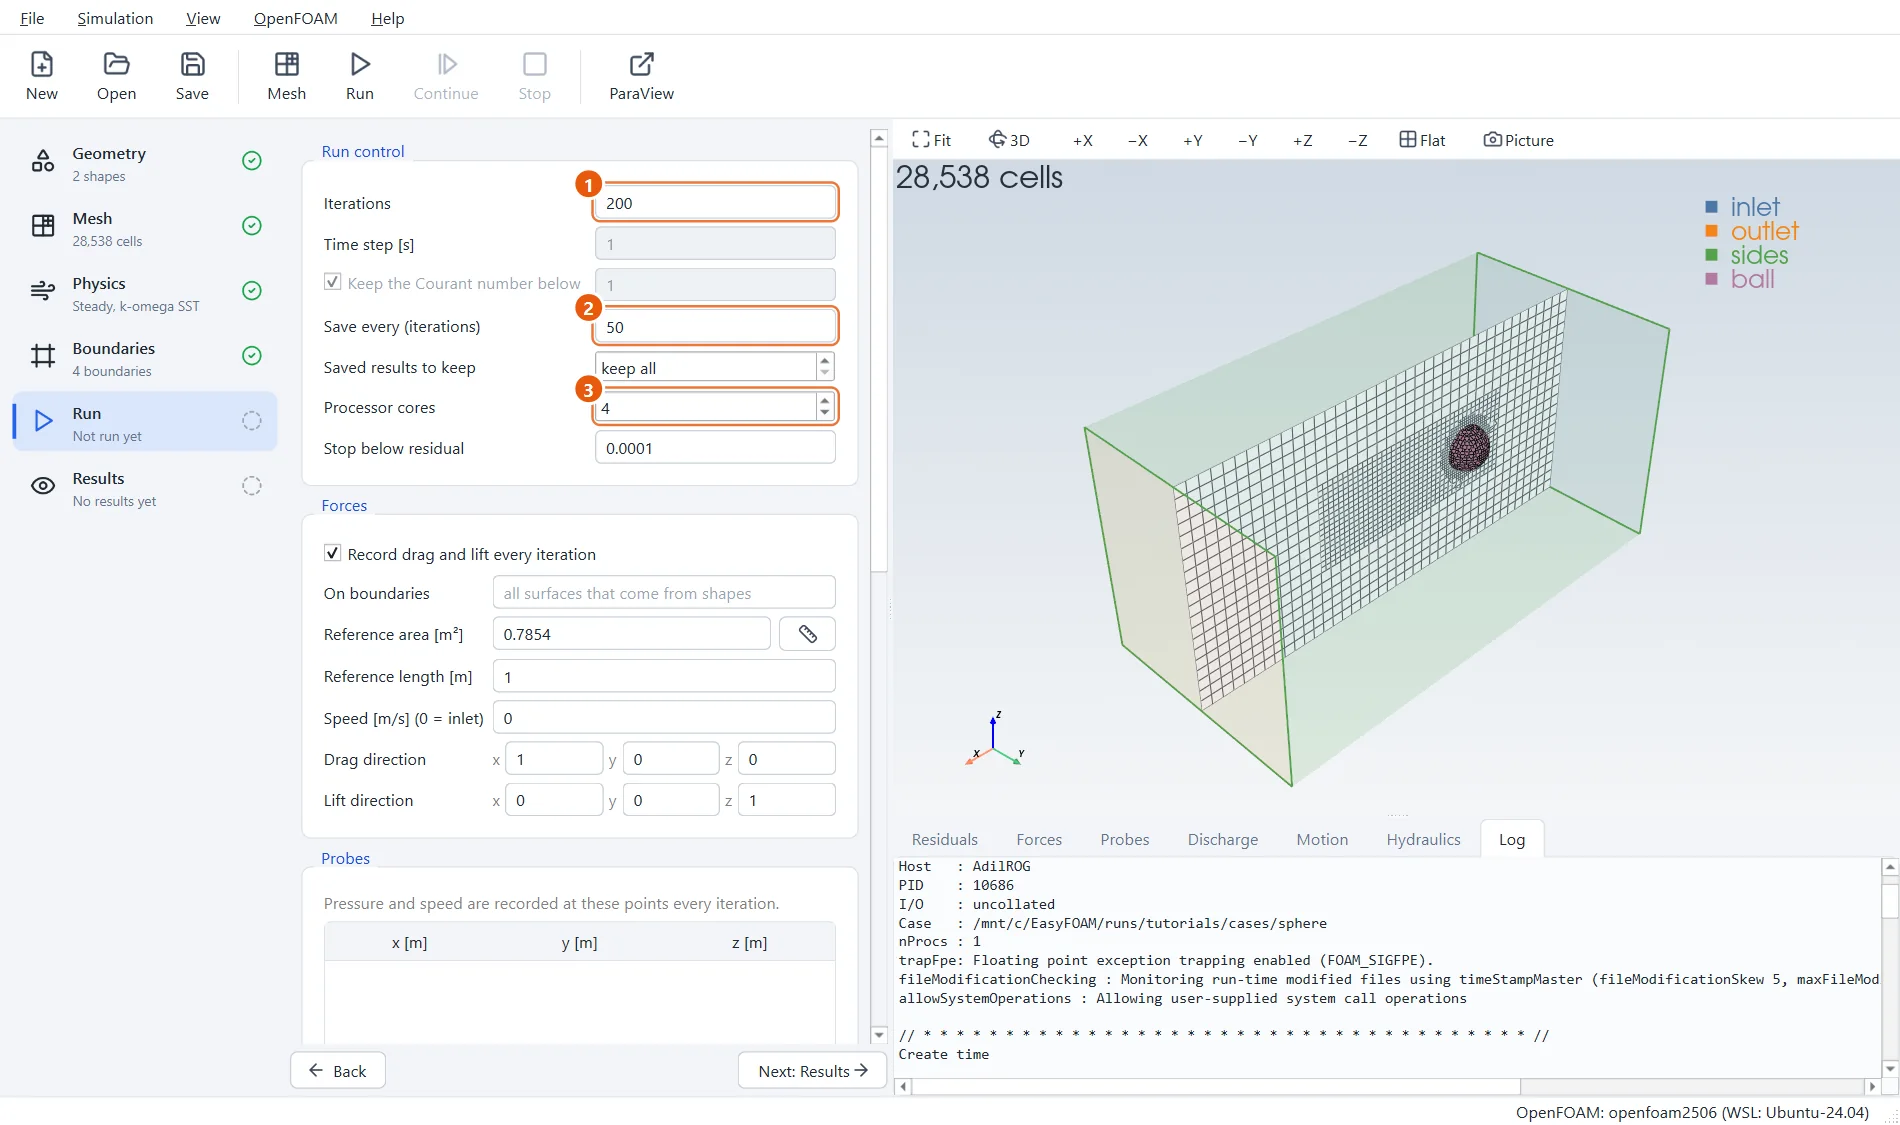 File Simulation View OpenFOAM Help
New Open Save Mesh Run Continue Stop ParaView
Geometry
2 shapes
Mesh
28,538 cells
Physics
Steady, k-omega SST
Boundaries
4 boundaries
Run
Not run yet
Results
No results yet
Run control
1
Iterations 200
Time step [s] 1
Keep the Courant number below 1
2
Save every (iterations) 50
Saved results to keep keep all
3
Processor cores 4
Stop below residual 0.0001
Forces
Record drag and lift every iteration
On boundaries all surfaces that come from shapes
Reference area [m²] 0.7854
Reference length [m] 1
Speed [m/s] (0 = inlet) 0
Drag direction x 1 y 0 z 0
Lift direction x 0 y 0 z 1
Probes
Pressure and speed are recorded at these points every iteration.
x [m] y [m] z [m]
Back Next: Results
Fit 3D +X −X +Y −Y +Z −Z Flat Picture
28,538 cells
inlet
outlet
sides
ball
Z
X Y
Residuals Forces Probes Discharge Motion Hydraulics Log
Host : AdilROG
PID : 10686
I/O : uncollated
Case : /mnt/c/EasyFOAM/runs/tutorials/cases/sphere
nProcs : 1
trapFpe: Floating point exception trapping enabled (FOAM_SIGFPE).
fileModificationChecking : Monitoring run-time modified files using timeStampMaster (fileModificationSkew 5, maxFileMod
allowSystemOperations : Allowing user-supplied system call operations
// * * * * * * * * * * * * * * * * * * * * * * * * * * * * * * * * * * * * * //
Create time
OpenFOAM: openfoam2506 (WSL: Ubuntu-24.04)